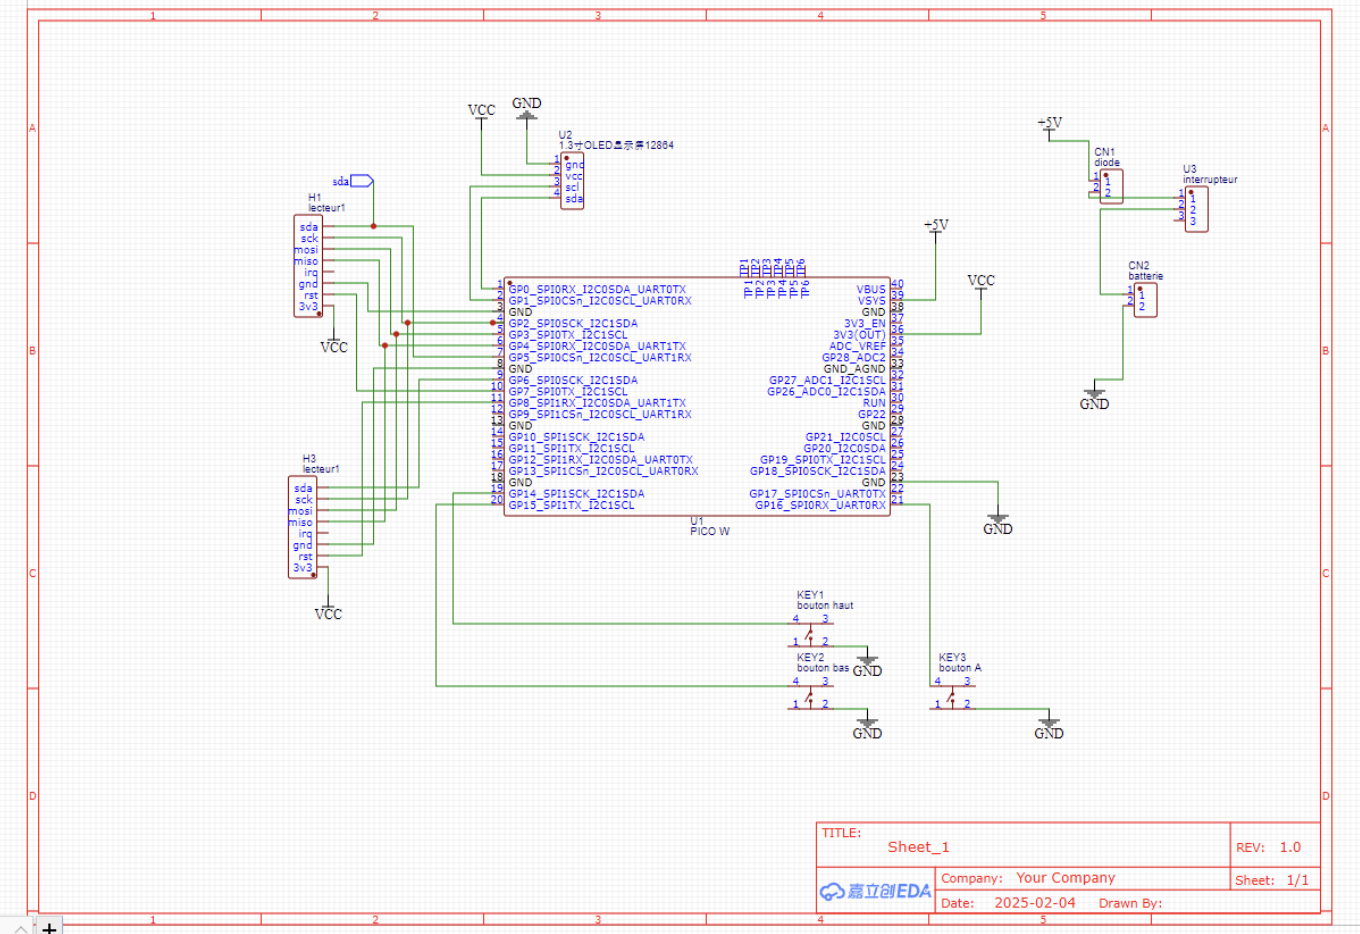 1 2 3 4 5
A A
B B
C C
D D
VCC
GND
U2
1.3寸OLED显示屏12864
1 gnd
2 vcc
3 scl
4 sda
sda
H1
lecteur1
sda
sck
mosi
miso
irq
gnd
rst
3v3
VCC
H3
lecteur1
sda
sck
mosi
miso
irq
gnd
rst
3v3
VCC
TP1 TP2 TP3 TP4 TP5 TP6
TP1 TP2 TP3 TP4 TP5 TP6
1 GP0_SPI0RX_I2C0SDA_UART0TX
2 GP1_SPI0CSn_I2C0SCL_UART0RX
3 GND
4 GP2_SPI0SCK_I2C1SDA
5 GP3_SPI0TX_I2C1SCL
6 GP4_SPI0RX_I2C0SDA_UART1TX
7 GP5_SPI0CSn_I2C0SCL_UART1RX
8 GND
9 GP6_SPI0SCK_I2C1SDA
10 GP7_SPI0TX_I2C1SCL
11 GP8_SPI1RX_I2C0SDA_UART1TX
12 GP9_SPI1CSn_I2C0SCL_UART1RX
13 GND
14 GP10_SPI1SCK_I2C1SDA
15 GP11_SPI1TX_I2C1SCL
16 GP12_SPI1RX_I2C0SDA_UART0TX
17 GP13_SPI1CSn_I2C0SCL_UART0RX
18 GND
19 GP14_SPI1SCK_I2C1SDA
20 GP15_SPI1TX_I2C1SCL
VBUS 40
VSYS 39
GND 38
3V3_EN 37
3V3(OUT) 36
ADC_VREF 35
GP28_ADC2 34
GND_AGND 33
GP27_ADC1_I2C1SCL 32
GP26_ADC0_I2C1SDA 31
RUN 30
GP22 29
GND 28
GP21_I2C0SCL 27
GP20_I2C0SDA 26
GP19_SPI0TX_I2C1SCL 25
GP18_SPI0SCK_I2C1SDA 24
GND 23
GP17_SPI0CSn_UART0TX 22
GP16_SPI0RX_UART0RX 21
U1
PICO W
+5V
VCC
GND
+5V
CN1
diode
1 1
2 2
U3
interrupteur
1 1
2 2
3 3
CN2
batterie
1 1
2 2
GND
KEY1
bouton haut
4 3
1 2
GND
KEY2
bouton bas
4 3
1 2
GND
KEY3
bouton A
4 3
1 2
GND
TITLE:
Sheet_1
REV: 1.0
嘉立创EDA
Company: Your Company
Sheet: 1/1
Date: 2025-02-04 Drawn By:
1 2 3 4 5